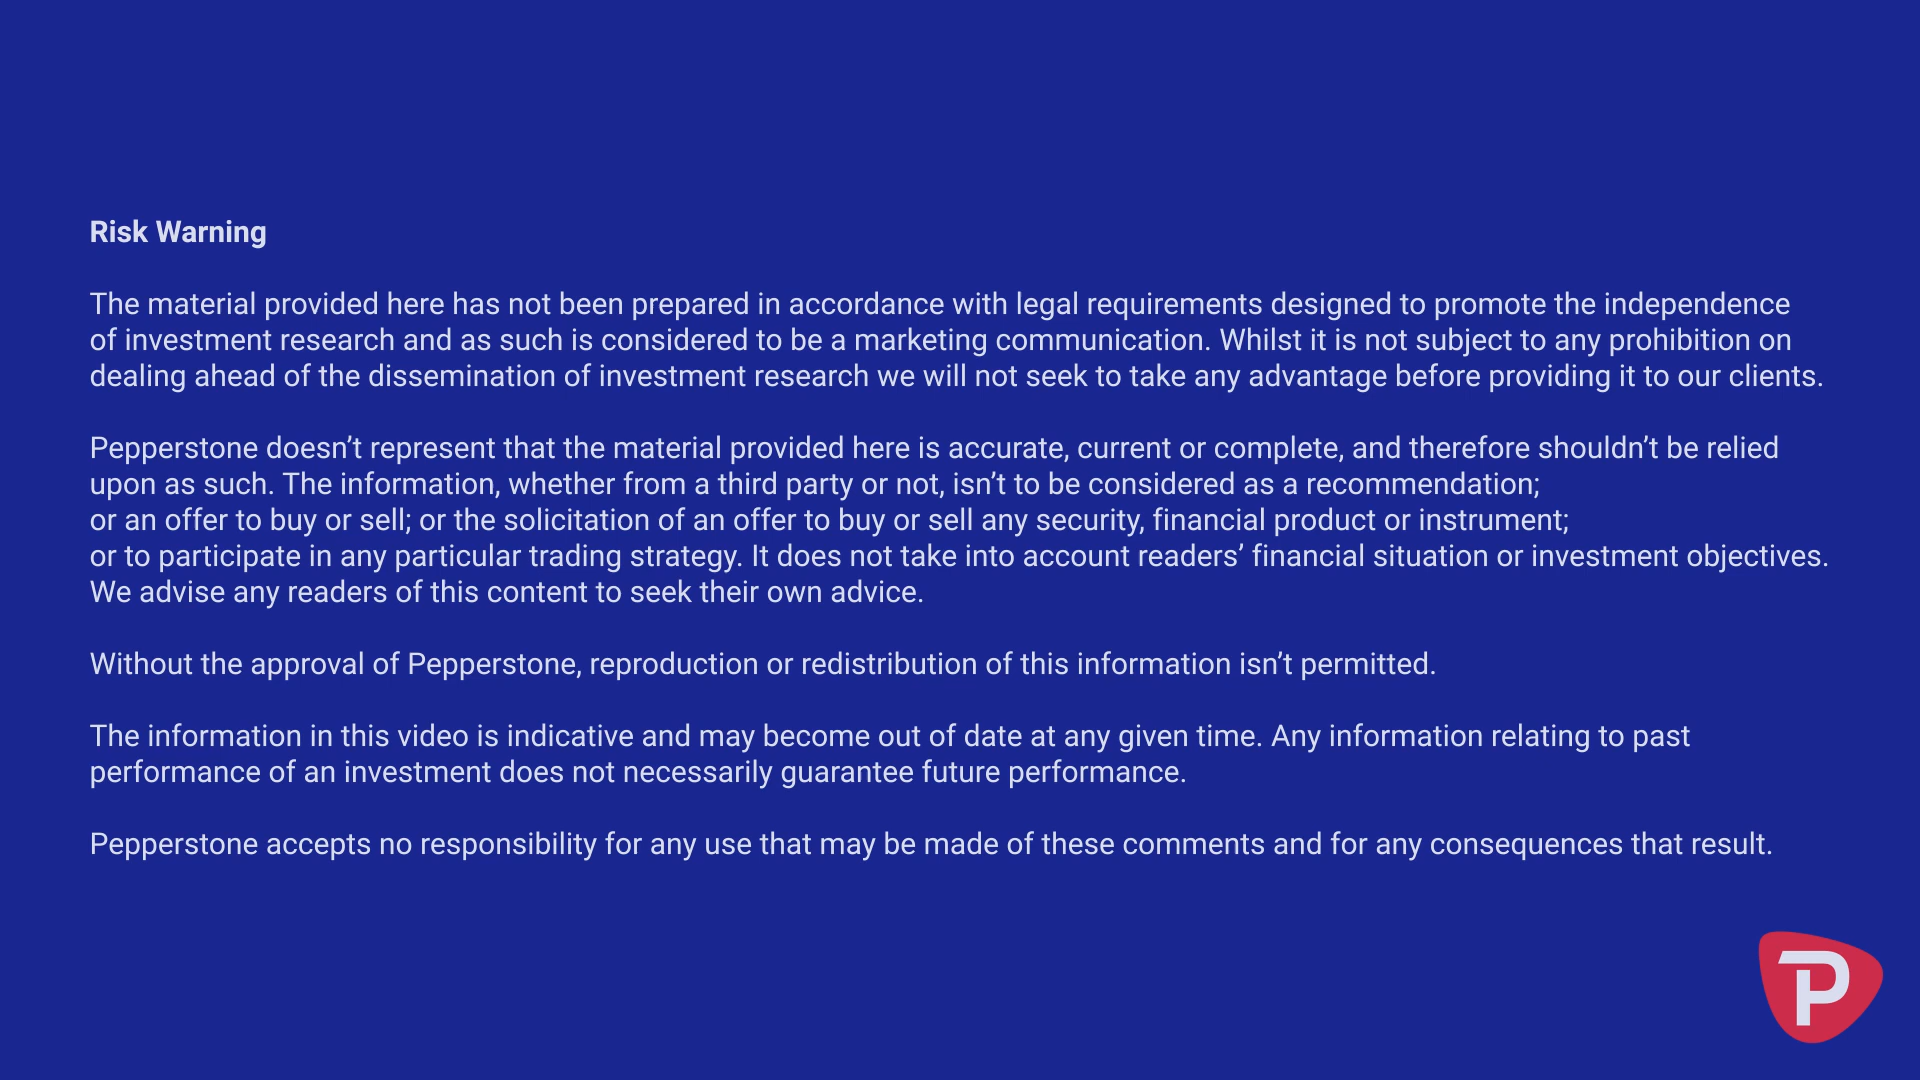 Risk Warning
The material provided here has not been prepared in accordance with legal requirements designed to promote the independence
of investment research and as such is considered to be a marketing communication. Whilst it is not subject to any prohibition on
dealing ahead of the dissemination of investment research we will not seek to take any advantage before providing it to our clients.
Pepperstone doesn’t represent that the material provided here is accurate, current or complete, and therefore shouldn’t be relied
upon as such. The information, whether from a third party or not, isn’t to be considered as a recommendation;
or an offer to buy or sell; or the solicitation of an offer to buy or sell any security, financial product or instrument;
or to participate in any particular trading strategy. It does not take into account readers’ financial situation or investment objectives.
We advise any readers of this content to seek their own advice.
Without the approval of Pepperstone, reproduction or redistribution of this information isn’t permitted.
The information in this video is indicative and may become out of date at any given time. Any information relating to past
performance of an investment does not necessarily guarantee future performance.
Pepperstone accepts no responsibility for any use that may be made of these comments and for any consequences that result.
P